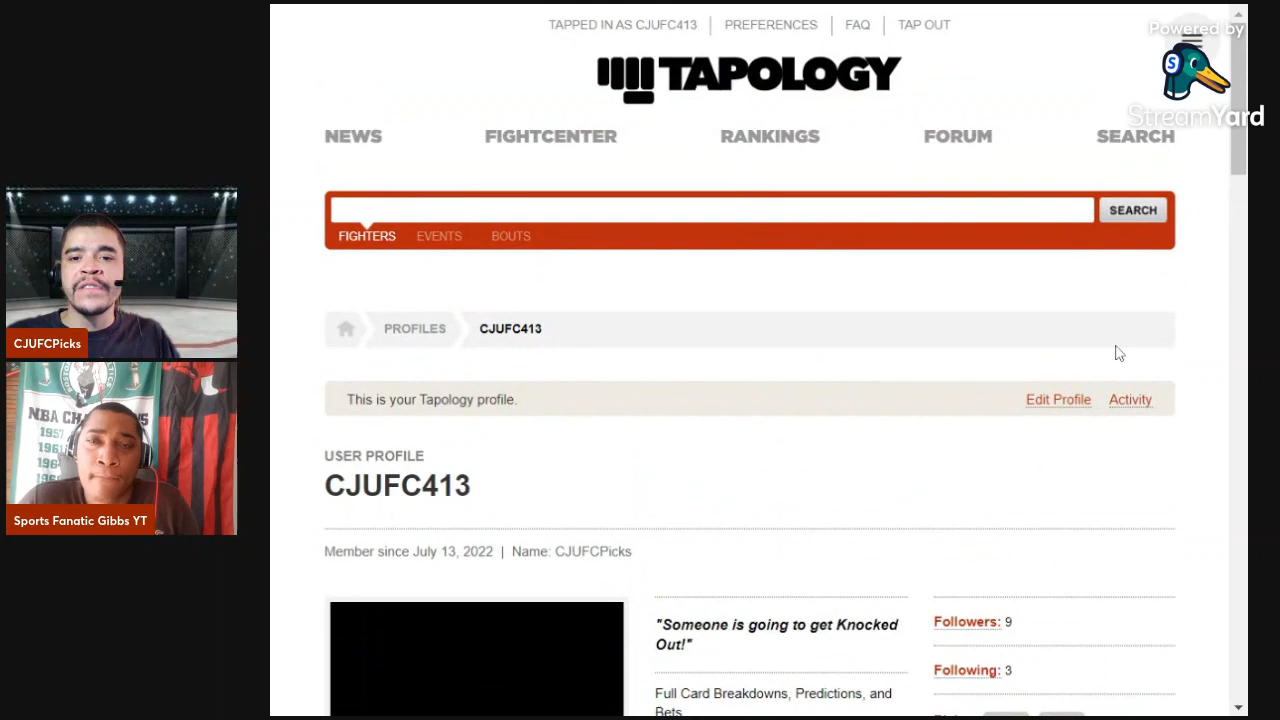 TAPPED IN AS CJUFC413 | PREFERENCES | FAQ | TAP OUT
Powered by
S
StreamYard
TAPOLOGY
NEWS FIGHTCENTER RANKINGS FORUM SEARCH
SEARCH
FIGHTERS EVENTS BOUTS
PROFILES CJUFC413
This is your Tapology profile. Edit Profile Activity
USER PROFILE
CJUFC413
Member since July 13, 2022 | Name: CJUFCPicks
"Someone is going to get Knocked
Out!"
Full Card Breakdowns, Predictions, and
Bets
Followers: 9
Following: 3
CJUFCPicks
NBA
1957
Sports Fanatic Gibbs YT